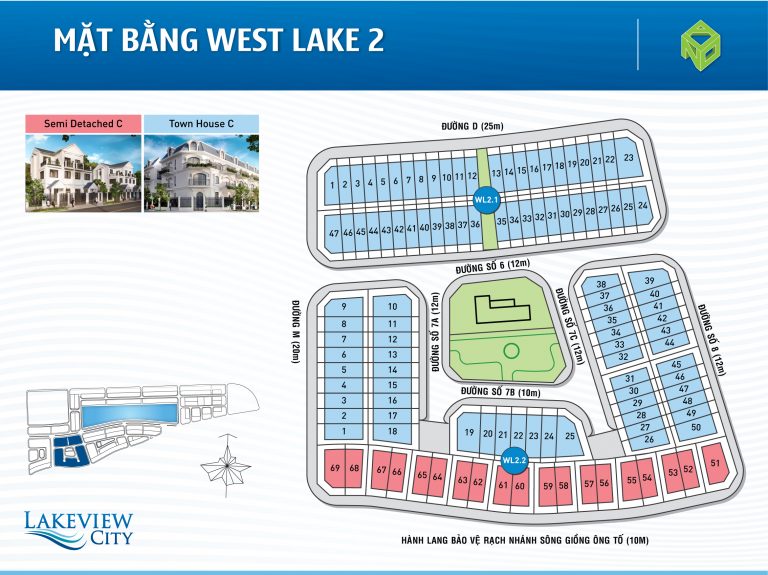 MẶT BẰNG WEST LAKE 2
Semi Detached C
Town House C
ĐƯỜNG D (25m)
1 2 3 4 5 6 7 8 9 10 11 12 13 14 15 16 17 18 19 20 21 22 23
WL2.1
47 46 45 44 43 42 41 40 39 38 37 36 35 34 33 32 31 30 29 28 27 26 25 24
ĐƯỜNG SỐ 6 (12m)
ĐƯỜNG M (20m)
9 10
8 11
7 12
6 13
5 14
4 15
3 16
2 17
1 18
ĐƯỜNG SỐ 7A (12m)
ĐƯỜNG SỐ 7C (12m)
ĐƯỜNG SỐ 7B (10m)
38 39
37 40
36 41
35 42
34 43
33 44
32
31 45
30 46
29 47
28 48
27 49
26 50
ĐƯỜNG SỐ 8 (12m)
19 20 21 22 23 24 25
WL2.2
69 68 67 66 65 64 63 62 61 60 59 58 57 56 55 54 53 52 51
LAKEVIEW
CITY
HÀNH LANG BẢO VỆ RẠCH NHÁNH SÔNG GIỒNG ÔNG TỐ (10M)